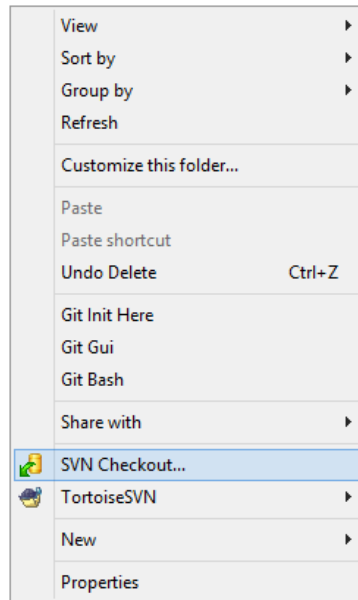 View
Sort by
Group by
Refresh
Customize this folder...
Paste
Paste shortcut
Undo Delete Ctrl+Z
Git Init Here
Git Gui
Git Bash
Share with
SVN Checkout...
TortoiseSVN
New
Properties